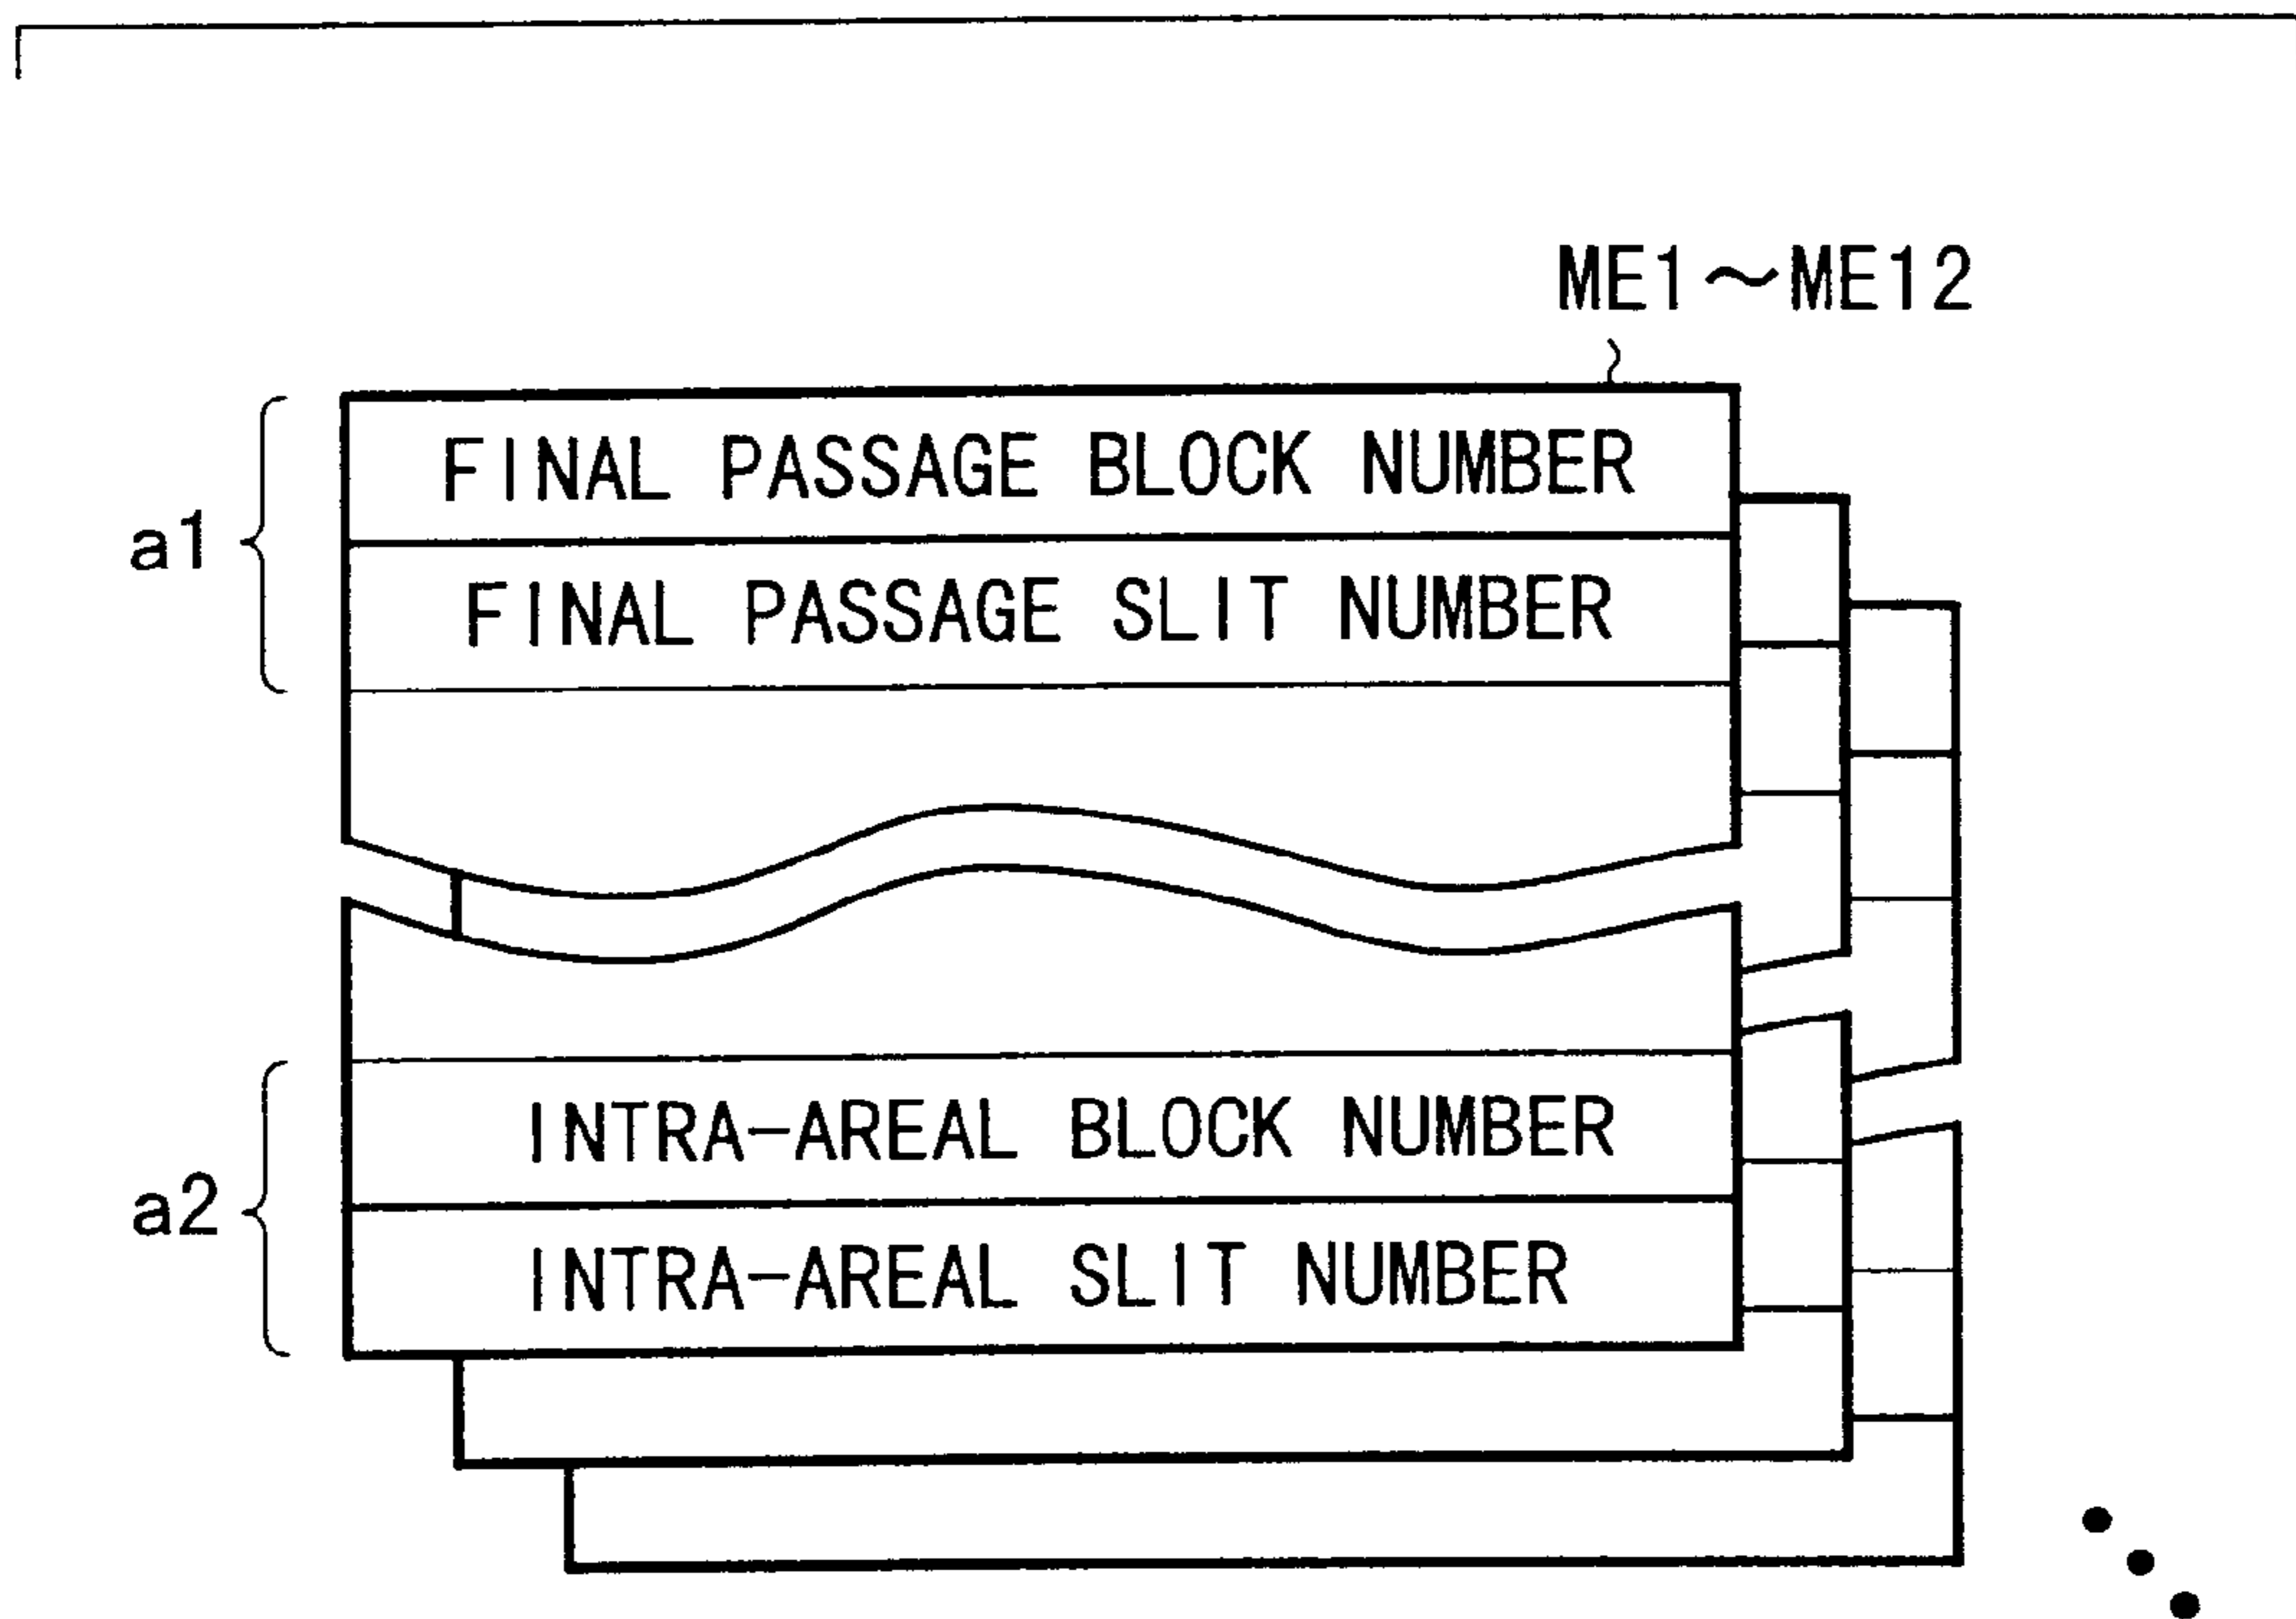 ME1~ME12
FINAL PASSAGE BLOCK NUMBER
a1
FINAL PASSAGE SLIT NUMBER
INTRA-AREAL BLOCK NUMBER
a2
INTRA-AREAL SLIT NUMBER